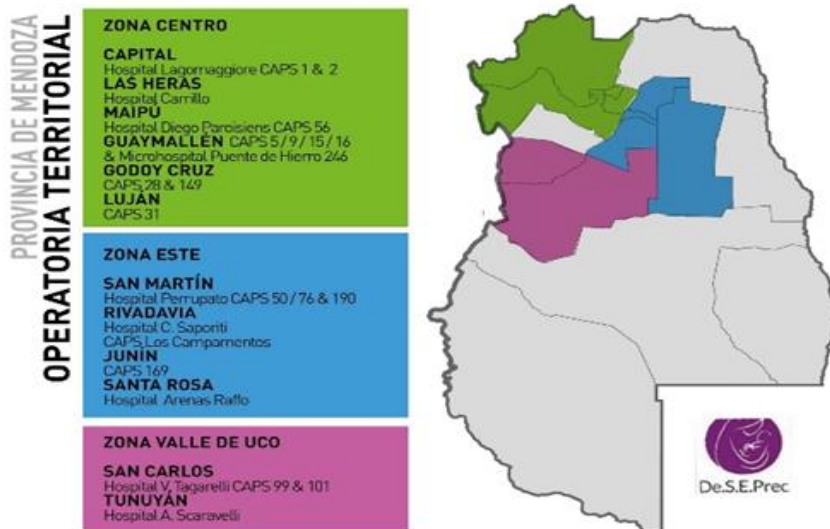 PROVINCIA DE MENDOZA
OPERATORIA TERRITORIAL
ZONA CENTRO
CAPITAL
Hospital Lagomaggiore CAPS 1 & 2
LAS HERAS
Hospital Carrillo
MAIPÚ
Hospital Diego Paroisiens CAPS 56
GUAYMALLÉN CAPS 5 / 9 / 15 / 16
& Microhospital Puente de Hierro 246
GODOY CRUZ
CAPS 28 & 149
LUJÁN
CAPS 31
ZONA ESTE
SAN MARTÍN
Hospital Perrupato CAPS 50 / 76 & 190
RIVADAVIA
Hospital C. Saporiti
CAPS Los Campamentos
JUNÍN
CAPS 169
SANTA ROSA
Hospital Arenas Raffo
ZONA VALLE DE UCO
SAN CARLOS
Hospital V. Tagarelli CAPS 99 & 101
TUNUYÁN
Hospital A. Scaravelli
De.S.E.Prec